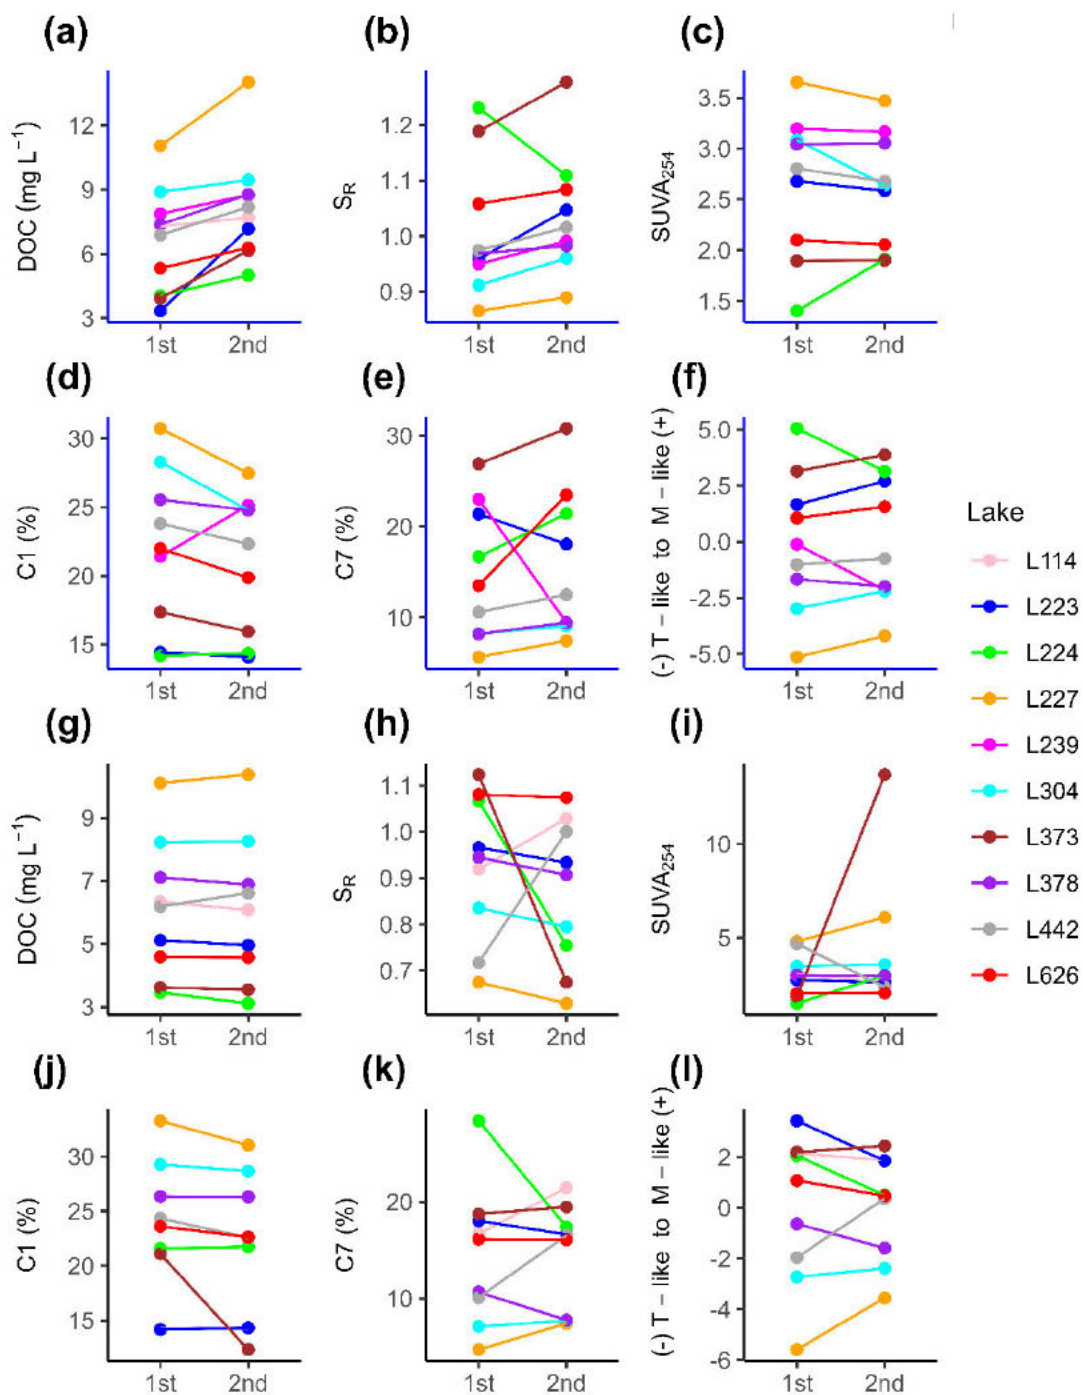 (a) (b) (c)
DOC (mg L⁻¹)
12
9
6
3
1st 2nd
S_R
1.2
1.1
1.0
0.9
1st 2nd
SUVA₂₅₄
3.5
3.0
2.5
2.0
1.5
1st 2nd
(d) (e) (f)
C1 (%)
30
25
20
15
1st 2nd
C7 (%)
30
20
10
1st 2nd
(-) T − like to M − like (+)
5.0
2.5
0.0
-2.5
-5.0
1st 2nd
(g) (h) (i)
DOC (mg L⁻¹)
9
7
5
3
1st 2nd
S_R
1.1
1.0
0.9
0.8
0.7
1st 2nd
SUVA₂₅₄
10
5
1st 2nd
(j) (k) (l)
C1 (%)
30
25
20
15
1st 2nd
C7 (%)
20
10
1st 2nd
(-) T − like to M − like (+)
2
0
-2
-4
-6
1st 2nd
Lake
L114
L223
L224
L227
L239
L304
L373
L378
L442
L626